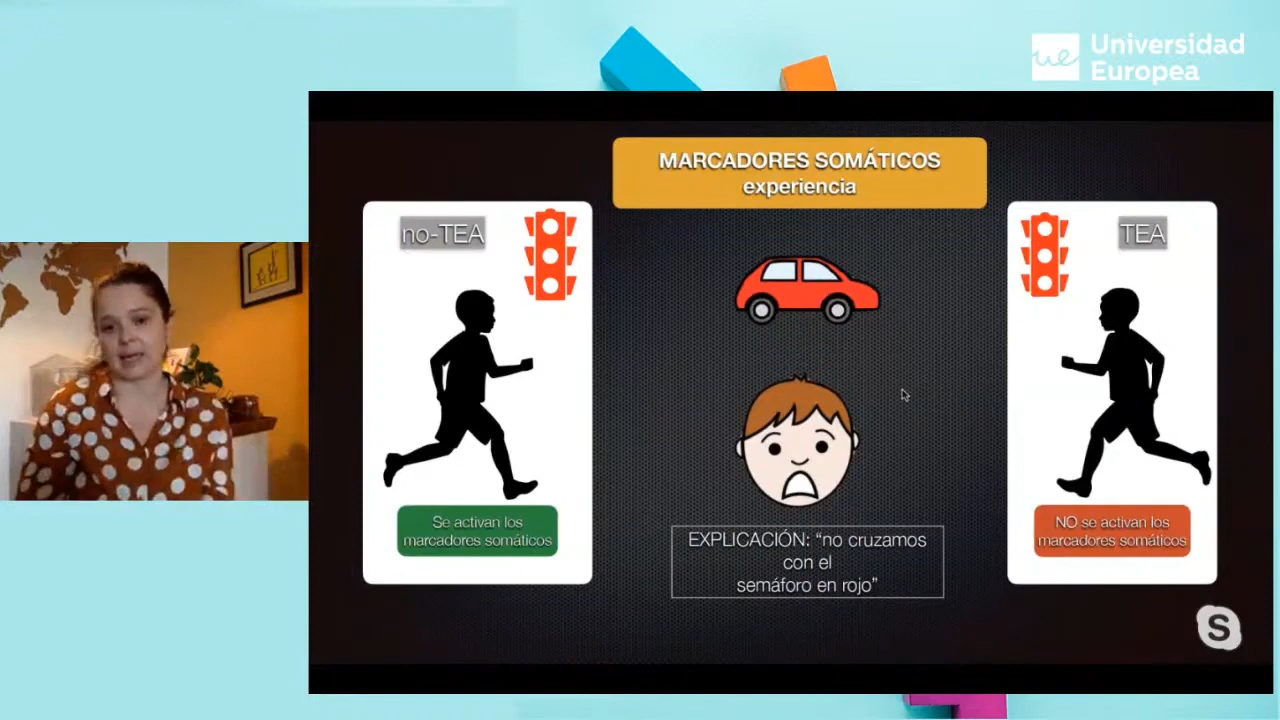 Universidad
Europea
MARCADORES SOMÁTICOS
experiencia
no-TEA
TEA
Se activan los
marcadores somáticos
NO se activan los
marcadores somáticos
EXPLICACIÓN: “no cruzamos
con el
semáforo en rojo”